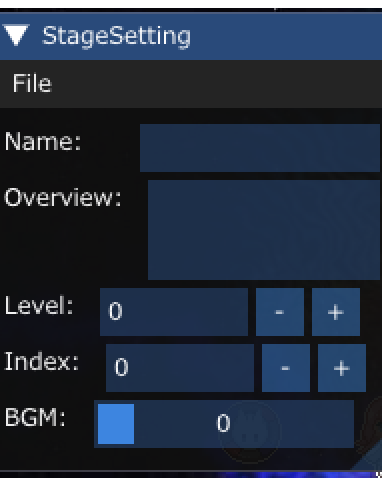 StageSetting
File
Name:
Overview:
Level: 0 - +
Index: 0 - +
BGM: 0